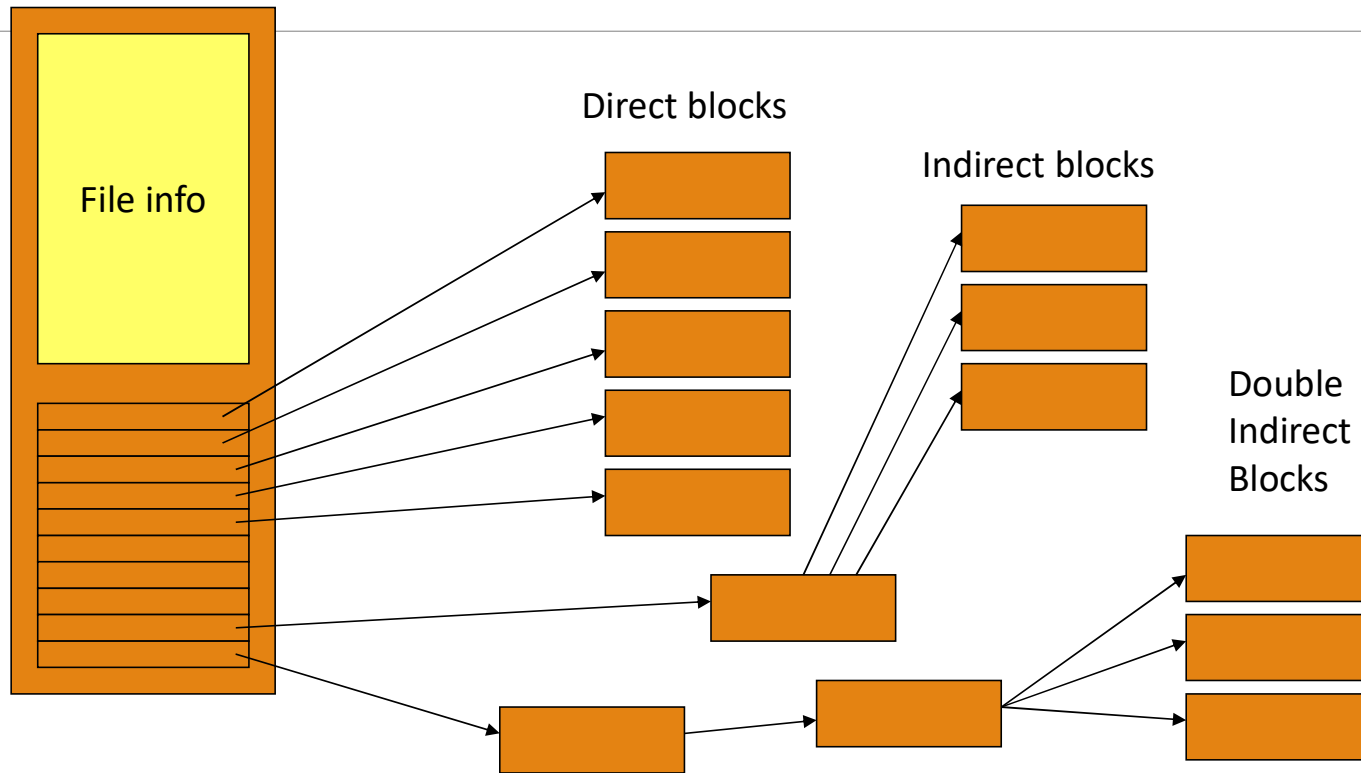 Direct blocks
Indirect blocks
File info
Double
Indirect
Blocks